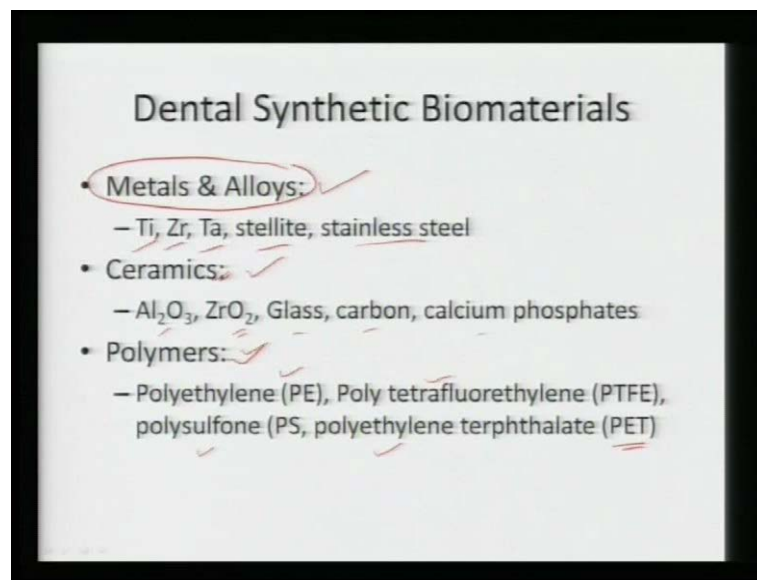 Dental Synthetic Biomaterials
• Metals & Alloys:
– Ti, Zr, Ta, stellite, stainless steel
• Ceramics:
– Al₂O₃, ZrO₂, Glass, carbon, calcium phosphates
• Polymers:
– Polyethylene (PE), Poly tetrafluorethylene (PTFE),
polysulfone (PS, polyethylene terphthalate (PET)